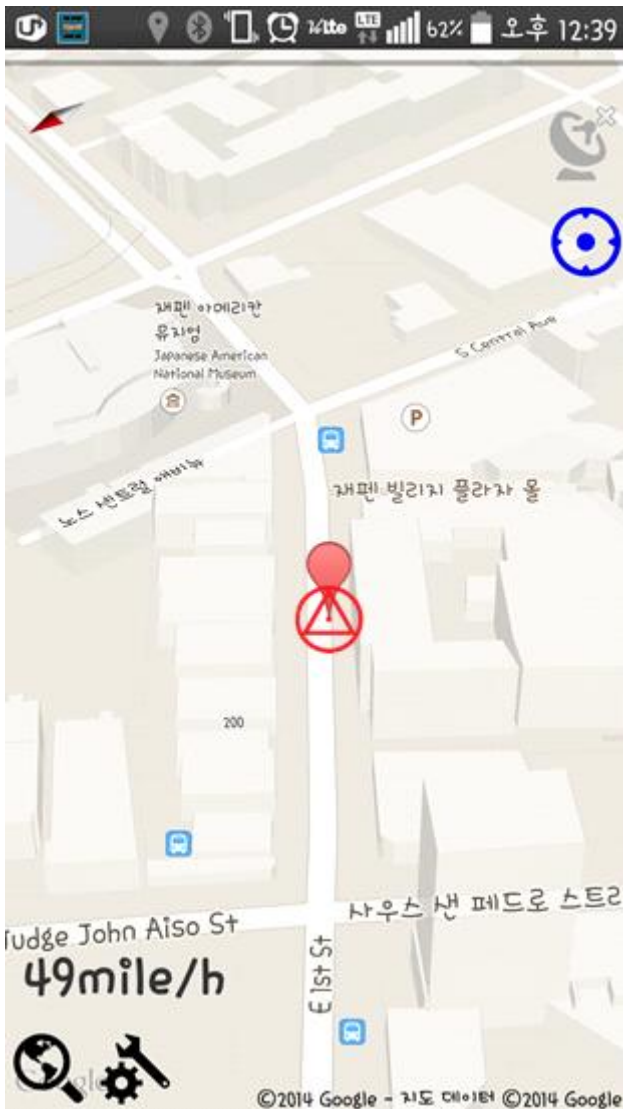 LTE 62% 오후 12:39
재팬 아메리칸
뮤지엄
Japanese American
National Museum
S Central Ave
P
노스 센트럴 애비뉴
재팬 빌리지 플라자 몰
200
Judge John Aiso St
사우스 샌 페드로 스트리
E 1st St
49mile/h
Google
©2014 Google - 지도 데이터 ©2014 Google